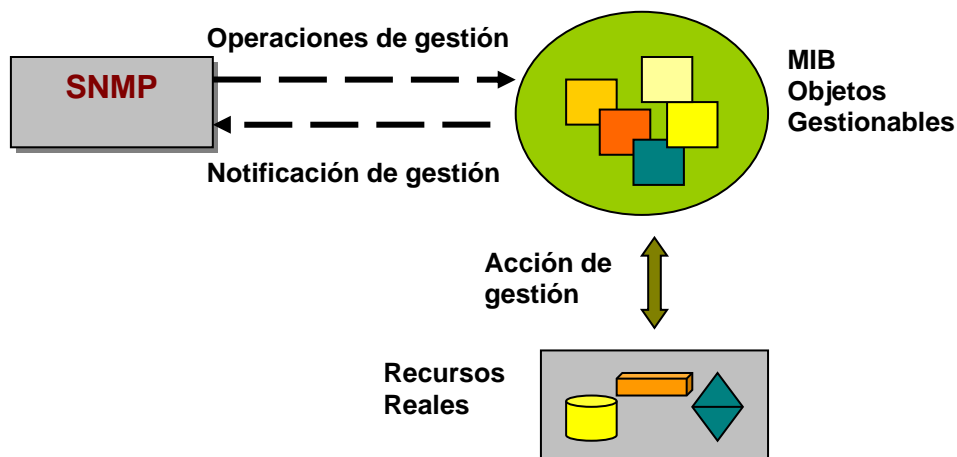 Operaciones de gestión
SNMP
MIB
Objetos
Gestionables
Notificación de gestión
Acción de
gestión
Recursos
Reales